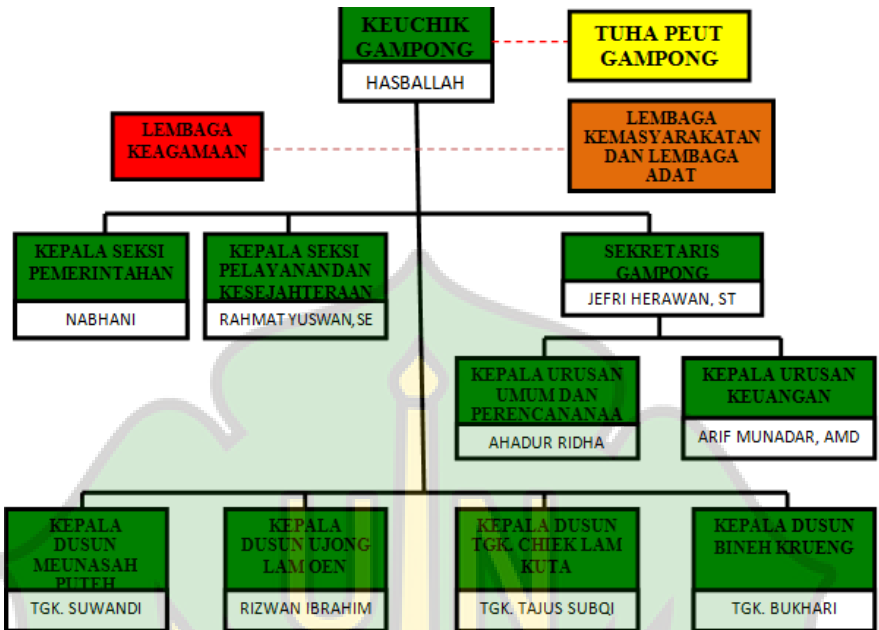 KEUCHIK
GAMPONG
HASBALLAH
TUHA PEUT
GAMPONG
LEMBAGA
KEAGAMAAN
LEMBAGA
KEMASYARAKATAN
DAN LEMBAGA
ADAT
KEPALA SEKSI
PEMERINTAHAN
NABHANI
KEPALA SEKSI
PELAYANANDAN
KESEJAHTERAAN
RAHMAT YUSWAN,SE
SEKRETARIS
GAMPONG
JEFRI HERAWAN, ST
KEPALA URUSAN
UMUM DAN
PERENCANANAA
AHADUR RIDHA
KEPALA URUSAN
KEUANGAN
ARIF MUNADAR, AMD
KEPALA
DUSUN
MEUNASAH
PUTEH
TGK. SUWANDI
KEPALA
DUSUN UJONG
LAM OEN
RIZWAN IBRAHIM
KEPALA DUSUN
TGK. CHIEK LAM
KUTA
TGK. TAJUS SUBQI
KEPALA DUSUN
BINEH KRUENG
TGK. BUKHARI
UIN